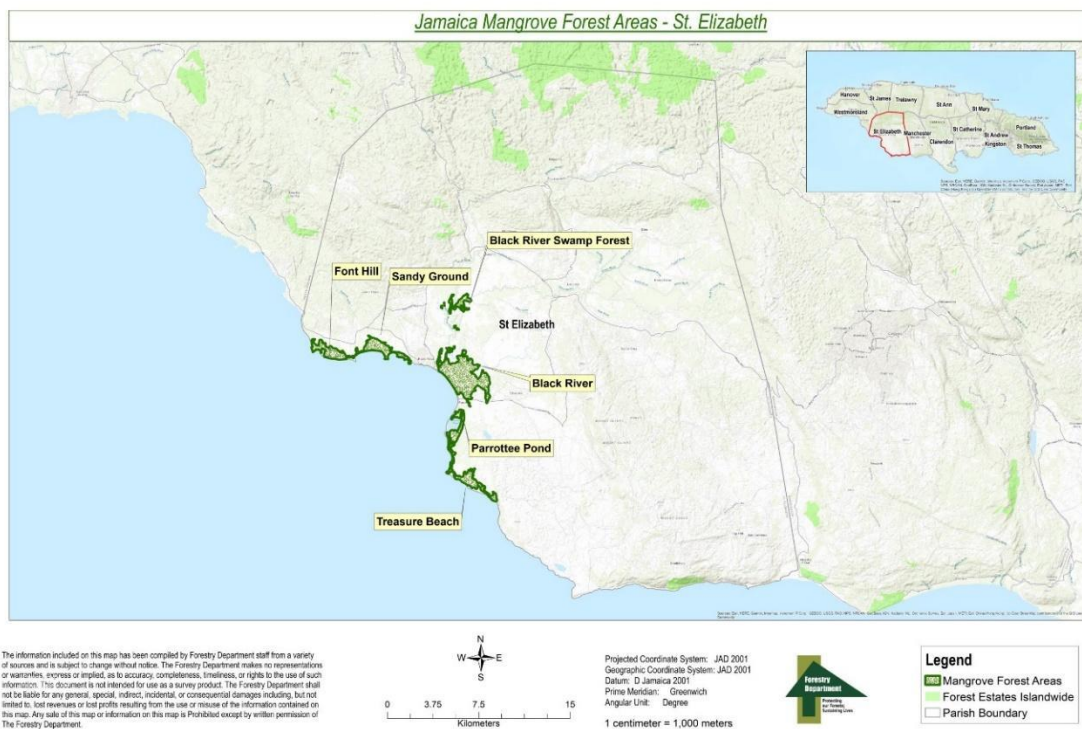 Jamaica Mangrove Forest Areas - St. Elizabeth
Hanover
St James
Trelawny
St Ann
St Mary
Westmoreland
St Elizabeth
Manchester
Clarendon
St Catherine
St Andrew
Kingston
Portland
St Thomas
Black River Swamp Forest
Font Hill
Sandy Ground
St Elizabeth
Black River
Parrottee Pond
Treasure Beach
The information included on this map has been compiled by Forestry Department staff from a variety
of sources and is subject to change without notice. The Forestry Department makes no representations
or warranties, express or implied, as to accuracy, completeness, timeliness, or rights to the use of such
information. This document is not intended for use as a survey product. The Forestry Department shall
not be liable for any general, special, indirect, incidental, or consequential damages including, but not
limited to, lost revenues or lost profits resulting from the use or misuse of the information contained on
this map. Any sale of this map or information on this map is Prohibited except by written permission of
The Forestry Department.
N
W E
S
0 3.75 7.5 15
Kilometers
Projected Coordinate System: JAD 2001
Geographic Coordinate System: JAD 2001
Datum: D Jamaica 2001
Prime Meridian: Greenwich
Angular Unit: Degree
1 centimeter = 1,000 meters
Forestry
Department
Protecting
our Forests
Sustaining Lives
Legend
Mangrove Forest Areas
Forest Estates Islandwide
Parish Boundary